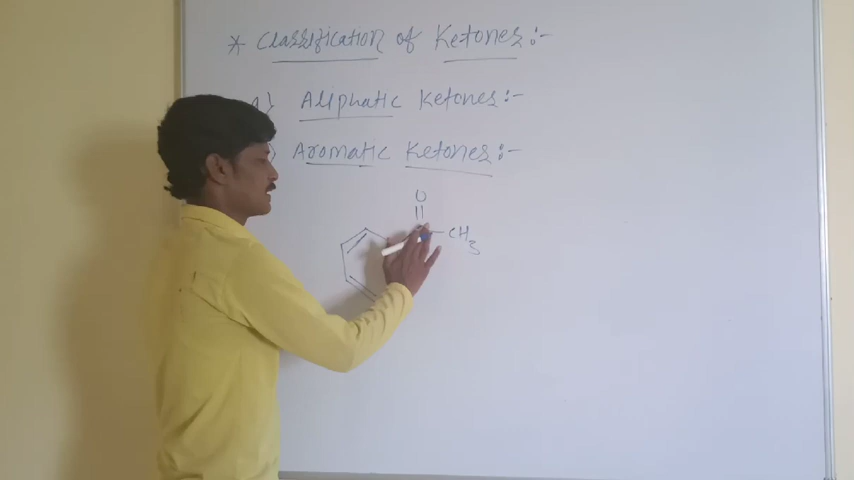 * Classification of Ketones:-
a) Aliphatic Ketones:-
) Aromatic Ketones:-
O
CH3